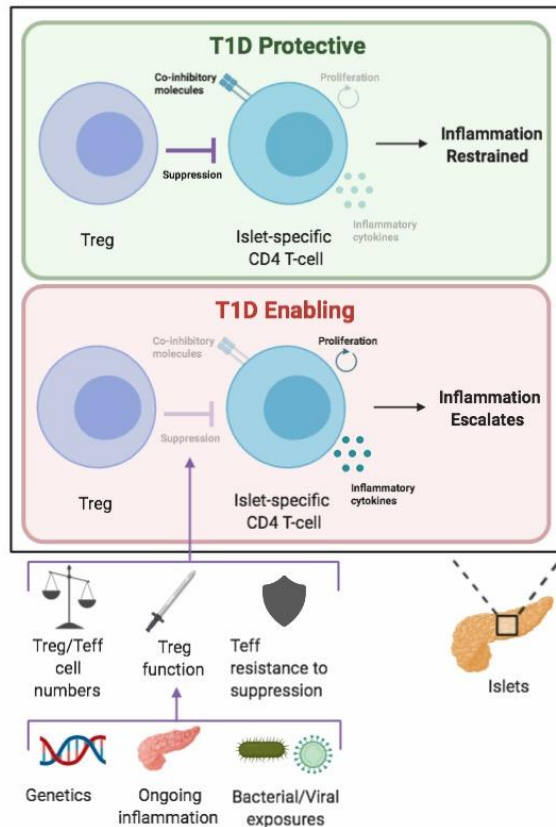 T1D Protective
Co-inhibitory
molecules
Proliferation
Suppression
Inflammation
Restrained
Inflammatory
cytokines
Treg
Islet-specific
CD4 T-cell
T1D Enabling
Co-inhibitory
molecules
Proliferation
Suppression
Inflammation
Escalates
Inflammatory
cytokines
Treg
Islet-specific
CD4 T-cell
Treg/Teff
cell
numbers
Treg
function
Teff
resistance to
suppression
Islets
Genetics
Ongoing
inflammation
Bacterial/Viral
exposures